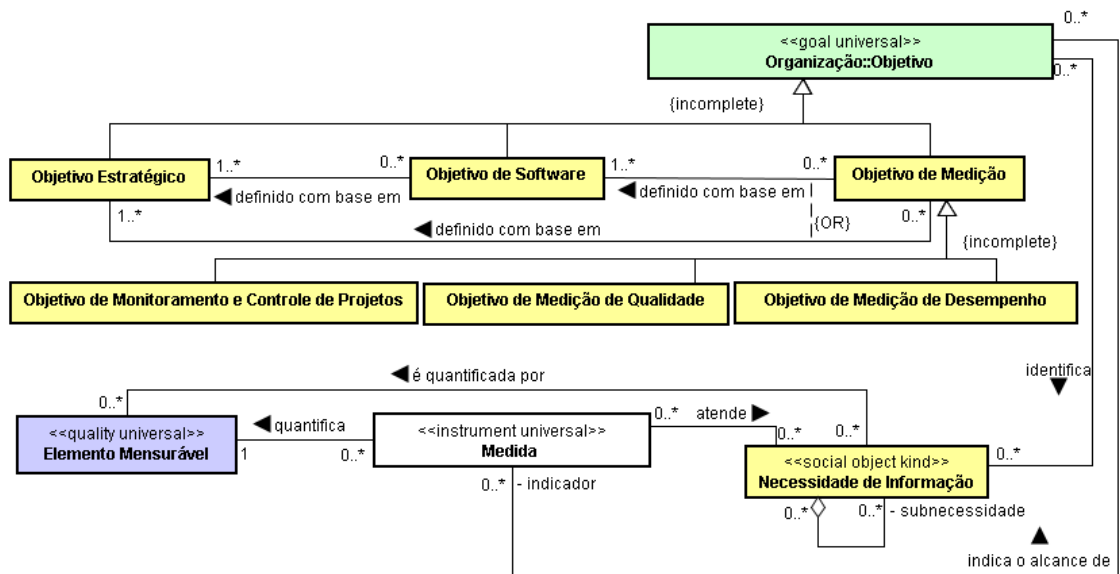 0..*
<<goal universal>>
Organização::Objetivo
0..*
{incomplete}
Objetivo Estratégico
1..*
0..*
Objetivo de Software
1..*
0..*
Objetivo de Medição
definido com base em
definido com base em
1..*
definido com base em
{OR}
0..*
{incomplete}
Objetivo de Monitoramento e Controle de Projetos
Objetivo de Medição de Qualidade
Objetivo de Medição de Desempenho
identifica
é quantificada por
0..*
0..*
<<quality universal>>
Elemento Mensurável
1
quantifica
0..*
<<instrument universal>>
Medida
0..*
atende
0..*
<<social object kind>>
Necessidade de Informação
0..*
0..*
- indicador
0..*
0..*
- subnecessidade
indica o alcance de